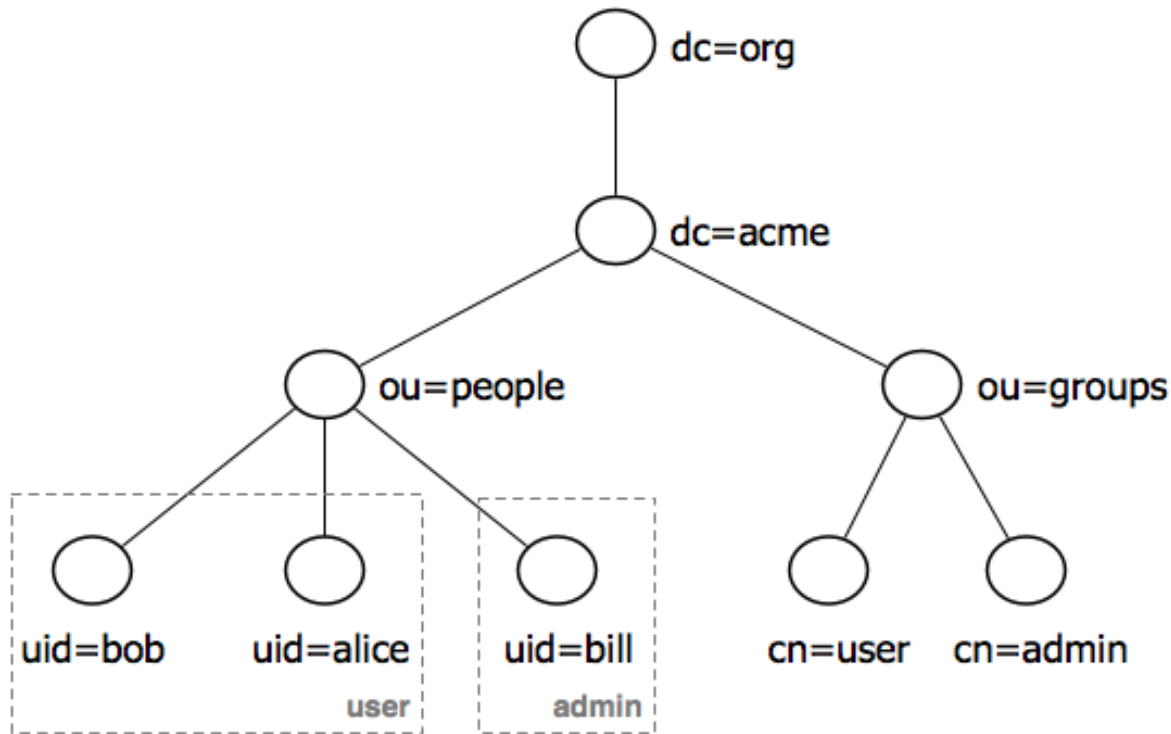 dc=org
dc=acme
ou=people
ou=groups
uid=bob
uid=alice
uid=bill
cn=user
cn=admin
user
admin